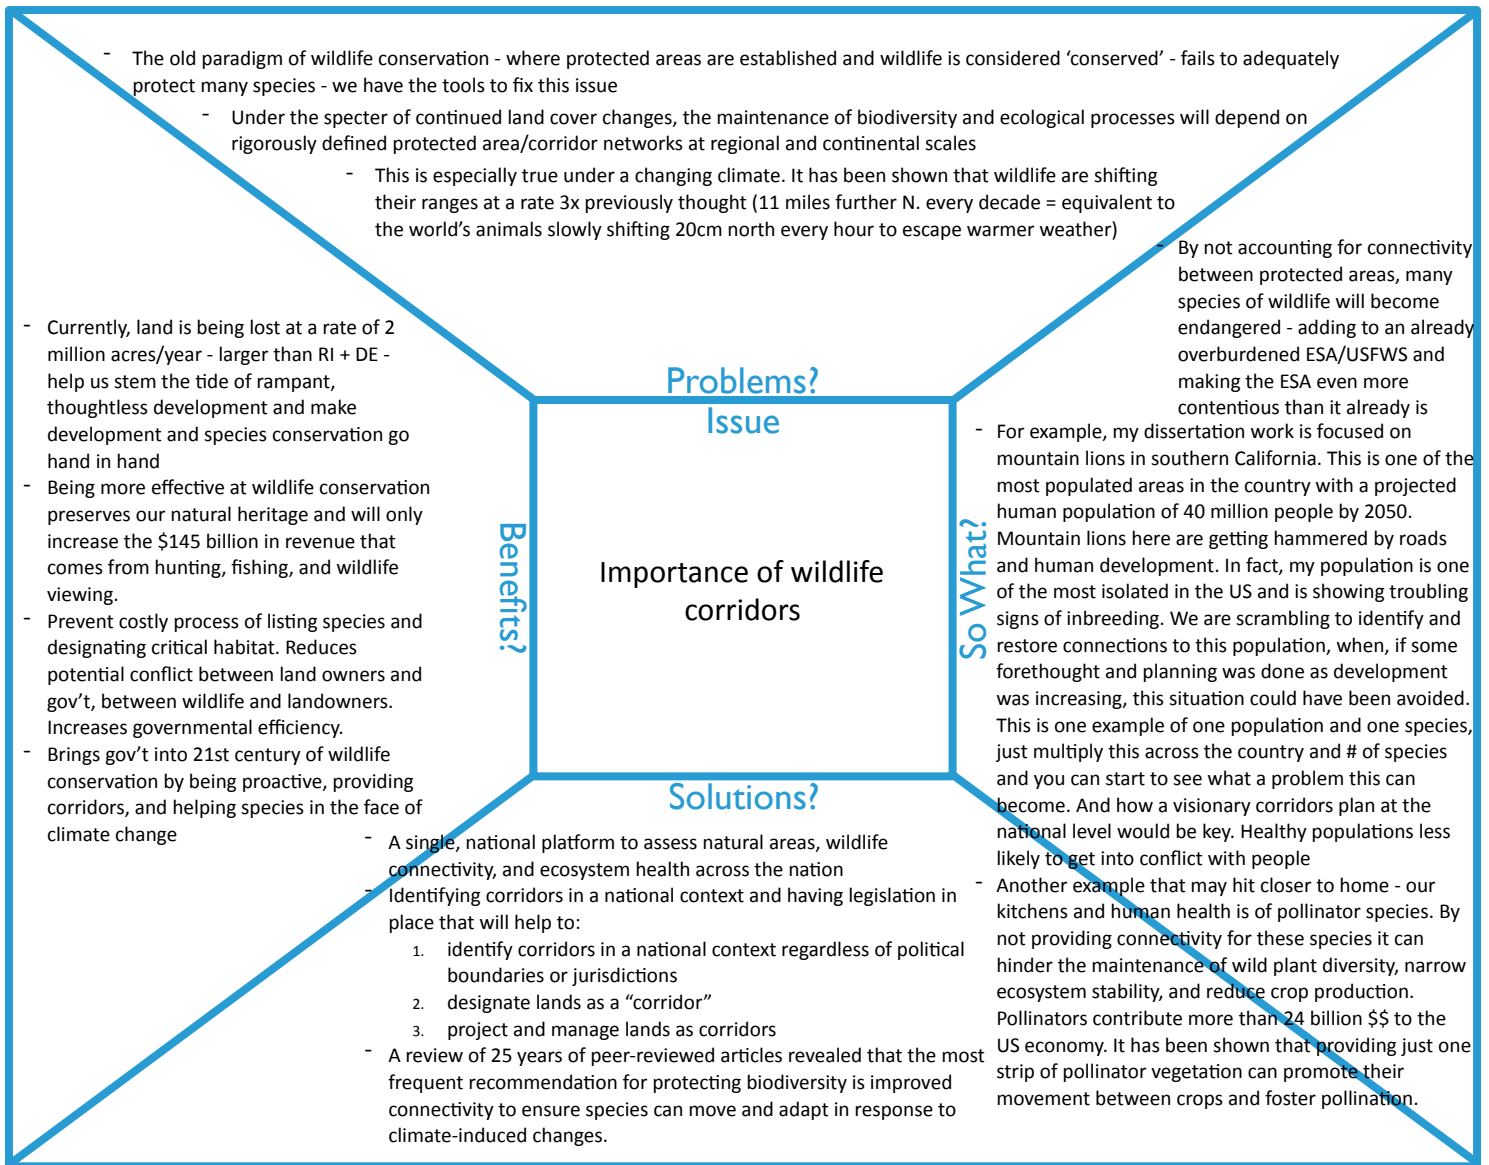 - The old paradigm of wildlife conservation - where protected areas are established and wildlife is considered ‘conserved’ - fails to adequately
protect many species - we have the tools to fix this issue
- Under the specter of continued land cover changes, the maintenance of biodiversity and ecological processes will depend on
rigorously defined protected area/corridor networks at regional and continental scales
- This is especially true under a changing climate. It has been shown that wildlife are shifting
their ranges at a rate 3x previously thought (11 miles further N. every decade = equivalent to
the world’s animals slowly shifting 20cm north every hour to escape warmer weather)
Problems?
Issue
Importance of wildlife
corridors
Benefits?
- Currently, land is being lost at a rate of 2
million acres/year - larger than RI + DE -
help us stem the tide of rampant,
thoughtless development and make
development and species conservation go
hand in hand
- Being more effective at wildlife conservation
preserves our natural heritage and will only
increase the $145 billion in revenue that
comes from hunting, fishing, and wildlife
viewing.
- Prevent costly process of listing species and
designating critical habitat. Reduces
potential conflict between land owners and
gov’t, between wildlife and landowners.
Increases governmental efficiency.
- Brings gov’t into 21st century of wildlife
conservation by being proactive, providing
corridors, and helping species in the face of
climate change
So What?
- By not accounting for connectivity
between protected areas, many
species of wildlife will become
endangered - adding to an already
overburdened ESA/USFWS and
making the ESA even more
contentious than it already is
- For example, my dissertation work is focused on
mountain lions in southern California. This is one of the
most populated areas in the country with a projected
human population of 40 million people by 2050.
Mountain lions here are getting hammered by roads
and human development. In fact, my population is one
of the most isolated in the US and is showing troubling
signs of inbreeding. We are scrambling to identify and
restore connections to this population, when, if some
forethought and planning was done as development
was increasing, this situation could have been avoided.
This is one example of one population and one species,
just multiply this across the country and # of species
and you can start to see what a problem this can
become. And how a visionary corridors plan at the
national level would be key. Healthy populations less
likely to get into conflict with people
- Another example that may hit closer to home - our
kitchens and human health is of pollinator species. By
not providing connectivity for these species it can
hinder the maintenance of wild plant diversity, narrow
ecosystem stability, and reduce crop production.
Pollinators contribute more than 24 billion $$ to the
US economy. It has been shown that providing just one
strip of pollinator vegetation can promote their
movement between crops and foster pollination.
Solutions?
- A single, national platform to assess natural areas, wildlife
connectivity, and ecosystem health across the nation
- Identifying corridors in a national context and having legislation in
place that will help to:
1. identify corridors in a national context regardless of political
boundaries or jurisdictions
2. designate lands as a “corridor”
3. project and manage lands as corridors
- A review of 25 years of peer-reviewed articles revealed that the most
frequent recommendation for protecting biodiversity is improved
connectivity to ensure species can move and adapt in response to
climate-induced changes.